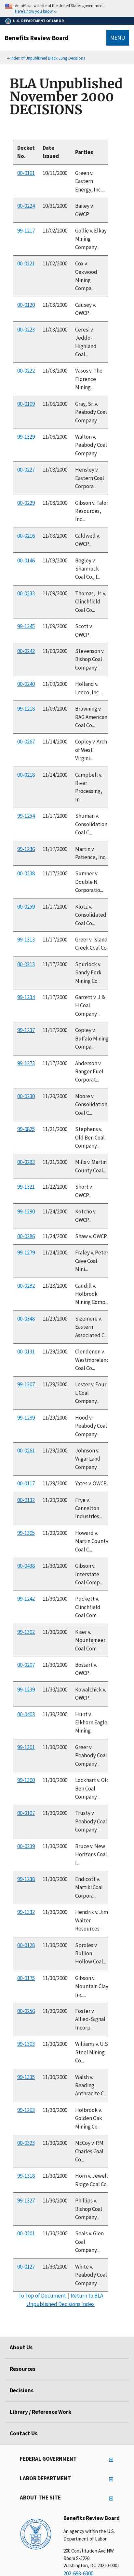 An official website of the United States government.
Here's how you know
U.S. DEPARTMENT OF LABOR
Benefits Review Board
MENU
« Index of Unpublished Black Lung Decisions
BLA Unpublished
November 2000
DECISIONS
Docket No. Date Issued Parties
00-0161 10/11/2000 Green v. Eastern Energy, Inc....
00-0224 10/31/2000 Bailey v. OWCP...
99-1217 11/01/2000 Gollie v. Elkay Mining Company...
00-0221 11/02/2000 Cox v. Oakwood Mining Compa...
00-0120 11/03/2000 Causey v. OWCP...
00-0223 11/03/2000 Ceresi v. Jeddo-Highland Coal...
00-0222 11/03/2000 Vasos v. The Florence Mining...
00-0109 11/06/2000 Gray, Sr. v. Peabody Coal Company...
99-1329 11/06/2000 Walton v. Peabody Coal Company...
00-0227 11/08/2000 Hensley v. Eastern Coal Corpora...
00-0229 11/08/2000 Gibson v. Talon Resources, Inc...
00-0216 11/08/2000 Caldwell v. OWCP...
00-0146 11/09/2000 Begley v. Shamrock Coal Co., I...
00-0233 11/09/2000 Thomas, Jr. v. Clinchfield Coal Co...
99-1245 11/09/2000 Scott v. OWCP...
00-0242 11/09/2000 Stevenson v. Bishop Coal Company...
00-0240 11/09/2000 Holland v. Leeco, Inc....
99-1218 11/09/2000 Browning v. RAG American Coal Co...
00-0267 11/14/2000 Copley v. Arch of West Virgini...
00-0218 11/14/2000 Campbell v. River Processing, In...
99-1254 11/14/2000 Shuman v. Consolidation Coal C...
99-1236 11/17/2000 Martin v. Patience, Inc....
00-0238 11/17/2000 Sumner v. Double N. Corporatio...
00-0259 11/17/2000 Klotz v. Consolidated Coal Co...
99-1313 11/17/2000 Greer v. Island Creek Coal Co...
00-0213 11/17/2000 Spurlock v. Sandy Fork Mining Co...
99-1234 11/17/2000 Garrett v. J & H Coal Company...
99-1237 11/17/2000 Copley v. Buffalo Mining Compa...
99-1273 11/17/2000 Anderson v. Ranger Fuel Corporat...
00-0230 11/20/2000 Moore v. Consolidation Coal C...
99-0825 11/21/2000 Stephens v. Old Ben Coal Company...
00-0263 11/21/2000 Mills v. Martin County Coal...
99-1321 11/22/2000 Short v. OWCP...
99-1290 11/24/2000 Kotcho v. OWCP...
00-0286 11/24/2000 Shaw v. OWCP...
99-1279 11/24/2000 Fraley v. Peter Cave Coal Mini...
00-0282 11/28/2000 Caudill v. Holbrook Mining Comp...
00-0348 11/29/2000 Sizemore v. Eastern Associated C...
00-0131 11/29/2000 Clendenon v. Westmoreland Coal Co...
99-1307 11/29/2000 Lester v. Four L Coal Company...
99-1299 11/29/2000 Hood v. Peabody Coal Company...
00-0261 11/29/2000 Johnson v. Wigar Land Company...
00-0117 11/29/2000 Yates v. OWCP...
00-0132 11/29/2000 Frye v. Cannelton Industries...
99-1305 11/29/2000 Howard v. Martin County Coal C...
00-0438 11/30/2000 Gibson v. Interstate Coal Comp...
99-1242 11/30/2000 Puckett v. Clinchfield Coal Com...
99-1302 11/30/2000 Kiser v. Mountaineer Coal Com...
00-0207 11/30/2000 Bossart v. OWCP...
99-1239 11/30/2000 Kowalchick v. OWCP...
00-0403 11/30/2000 Hunt v. Elkhorn Eagle Mining...
99-1301 11/30/2000 Greer v. Peabody Coal Company...
99-1300 11/30/2000 Lockhart v. Old Ben Coal Company...
00-0107 11/30/2000 Trusty v. Peabody Coal Company...
00-0239 11/30/2000 Bruce v. New Horizons Coal, I...
99-1238 11/30/2000 Endicott v. Martiki Coal Corpora...
99-1332 11/30/2000 Hendrix v. Jim Walter Resources...
00-0128 11/30/2000 Sproles v. Bullion Hollow Coal...
00-0175 11/30/2000 Gibson v. Mountain Clay, Inc....
00-0256 11/30/2000 Foster v. Allied-Signal Incorp...
99-1303 11/30/2000 Williams v. U.S. Steel Mining Co...
99-1335 11/30/2000 Walsh v. Reading Anthracite C...
99-1263 11/30/2000 Holbrook v. Golden Oak Mining Co...
00-0323 11/30/2000 McCoy v. P.M. Charles Coal Co...
99-1318 11/30/2000 Horn v. Jewell Ridge Coal Co...
99-1327 11/30/2000 Phillips v. Bishop Coal Company...
00-0201 11/30/2000 Seals v. Glen Coal Company...
00-0127 11/30/2000 White v. Peabody Coal Company...
To Top of Document | Return to BLA
Unpublished Decisions Index
About Us
Resources
Decisions
Library / Reference Work
Contact Us
FEDERAL GOVERNMENT
LABOR DEPARTMENT
ABOUT THE SITE
Benefits Review Board
An agency within the U.S.
Department of Labor
200 Constitution Ave NW
Room S-5220
Washington, DC 20210-0001
202-693-6300